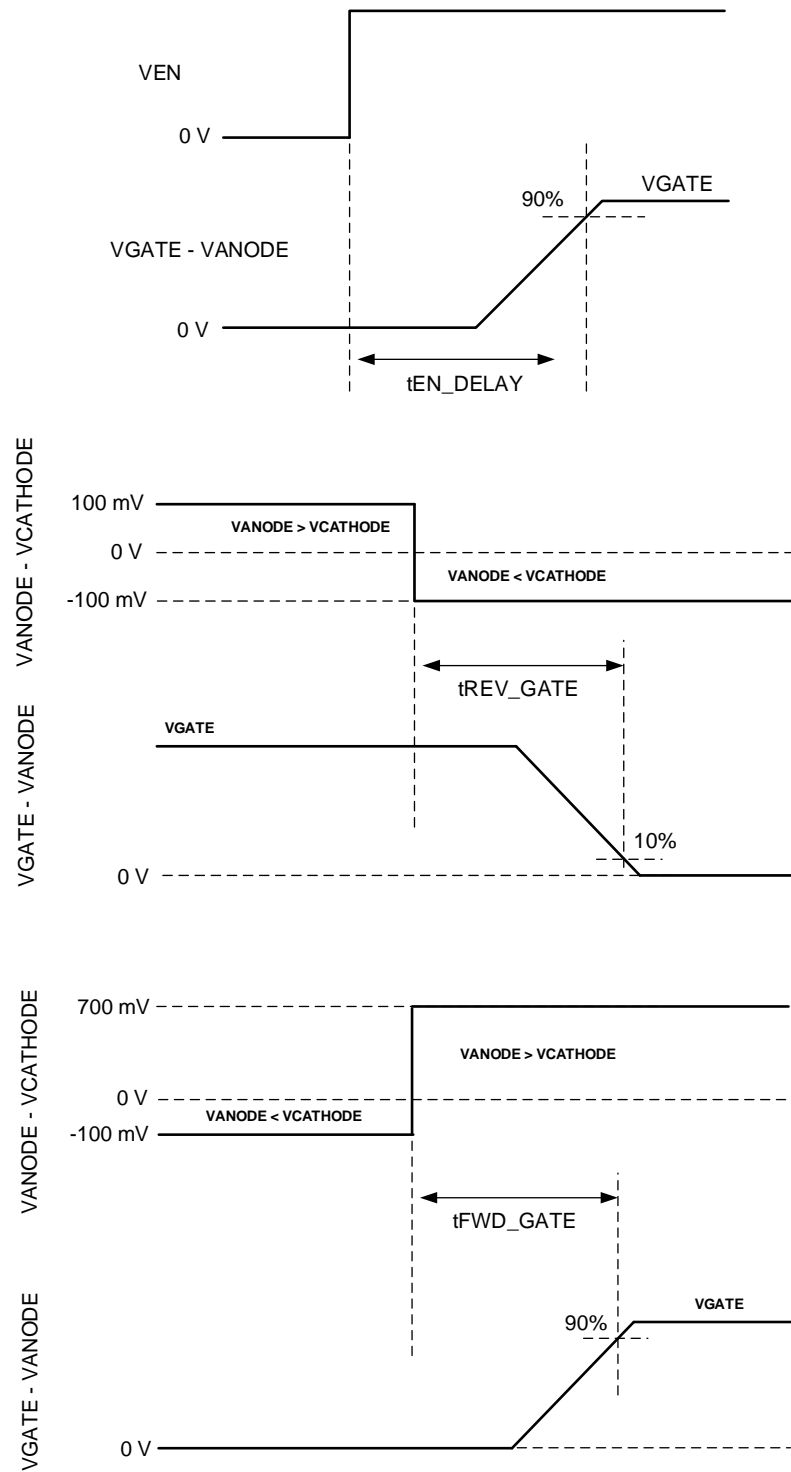 VEN
0 V
90%
VGATE
VGATE - VANODE
0 V
tEN_DELAY
VANODE - VCATHODE
100 mV
VANODE > VCATHODE
0 V
VANODE < VCATHODE
-100 mV
tREV_GATE
VGATE - VANODE
VGATE
10%
0 V
VANODE - VCATHODE
700 mV
VANODE > VCATHODE
0 V
VANODE < VCATHODE
-100 mV
tFWD_GATE
VGATE - VANODE
VGATE
90%
0 V